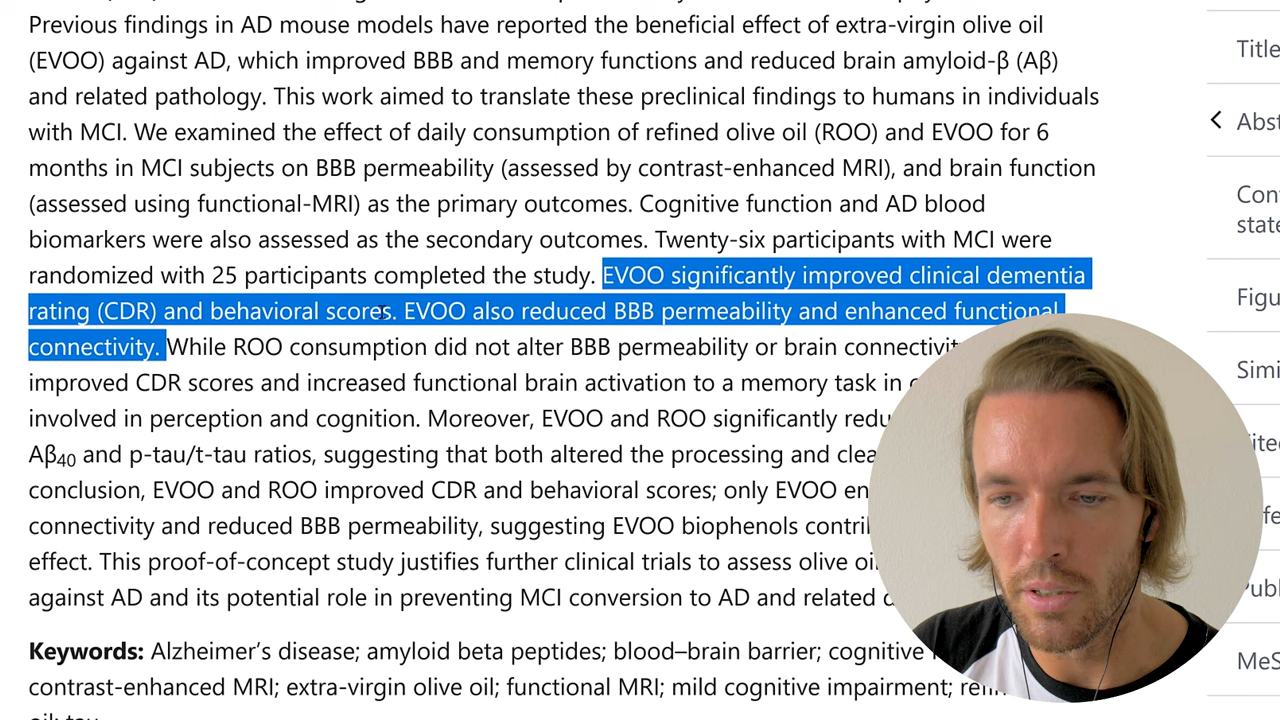 Previous findings in AD mouse models have reported the beneficial effect of extra-virgin olive oil
(EVOO) against AD, which improved BBB and memory functions and reduced brain amyloid-β (Aβ)
and related pathology. This work aimed to translate these preclinical findings to humans in individuals
with MCI. We examined the effect of daily consumption of refined olive oil (ROO) and EVOO for 6
months in MCI subjects on BBB permeability (assessed by contrast-enhanced MRI), and brain function
(assessed using functional-MRI) as the primary outcomes. Cognitive function and AD blood
biomarkers were also assessed as the secondary outcomes. Twenty-six participants with MCI were
randomized with 25 participants completed the study. EVOO significantly improved clinical dementia
rating (CDR) and behavioral scores. EVOO also reduced BBB permeability and enhanced functional
connectivity. While ROO consumption did not alter BBB permeability or brain
improved CDR scores and increased functional brain activation to a memory task in
involved in perception and cognition. Moreover, EVOO and ROO significantly
Aβ40 and p-tau/t-tau ratios, suggesting that both altered the processing and
conclusion, EVOO and ROO improved CDR and behavioral scores; only EVOO
connectivity and reduced BBB permeability, suggesting EVOO biophenols
effect. This proof-of-concept study justifies further clinical trials to assess olive
against AD and its potential role in preventing MCI conversion to AD and related
Keywords: Alzheimer's disease; amyloid beta peptides; blood–brain barrier; cognitive
contrast-enhanced MRI; extra-virgin olive oil; functional MRI; mild cognitive impairment;
Title